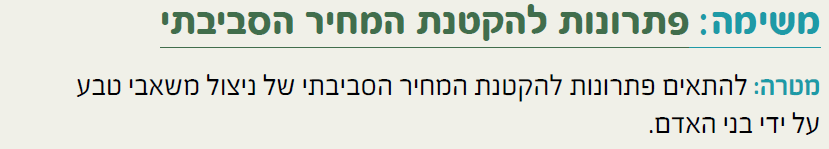 משימה: פתרונות להקטנת המחיר הסביבתי
מטרה: להתאים פתרונות להקטנת המחיר הסביבתי של ניצול משאבי טבע
על ידי בני האדם.